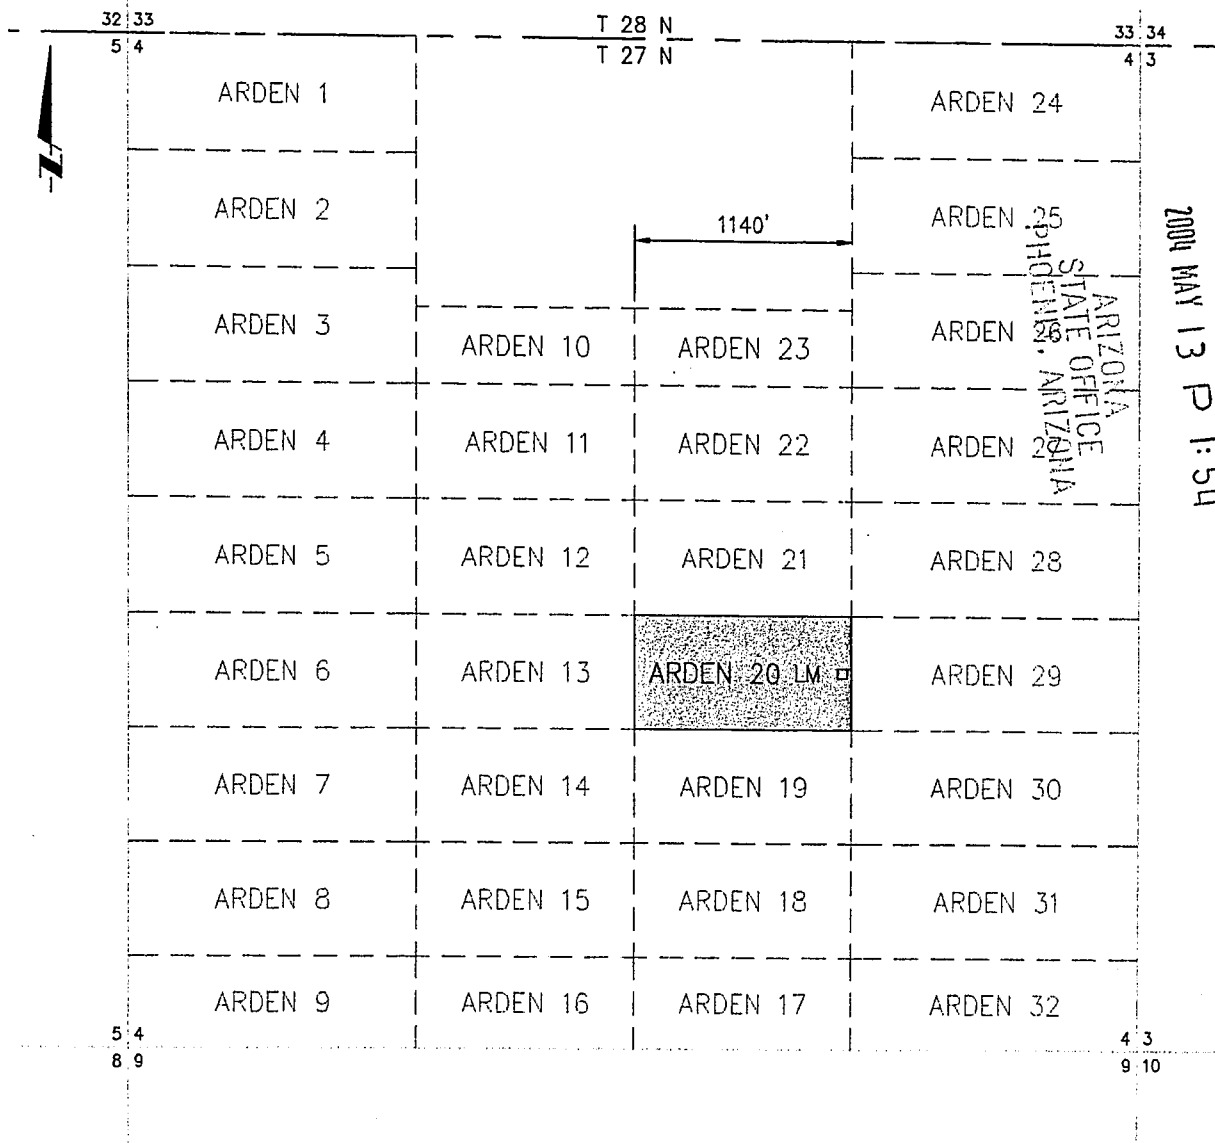 32 33
T 28 N
33 34
5 4
T 27 N
4 3
N
ARDEN 1
ARDEN 24
ARDEN 2
ARDEN 25
1140'
ARDEN 3
ARDEN 10
ARDEN 23
ARDEN 26
ARDEN 4
ARDEN 11
ARDEN 22
ARDEN 27
ARDEN 5
ARDEN 12
ARDEN 21
ARDEN 28
ARDEN 6
ARDEN 13
ARDEN 20 LM
ARDEN 29
ARDEN 7
ARDEN 14
ARDEN 19
ARDEN 30
ARDEN 8
ARDEN 15
ARDEN 18
ARDEN 31
ARDEN 9
ARDEN 16
ARDEN 17
ARDEN 32
5 4
4 3
8 9
9 10
2004 MAY 13 P 1:54
ARIZONA
STATE OFFICE
PHOENIX, ARIZONA